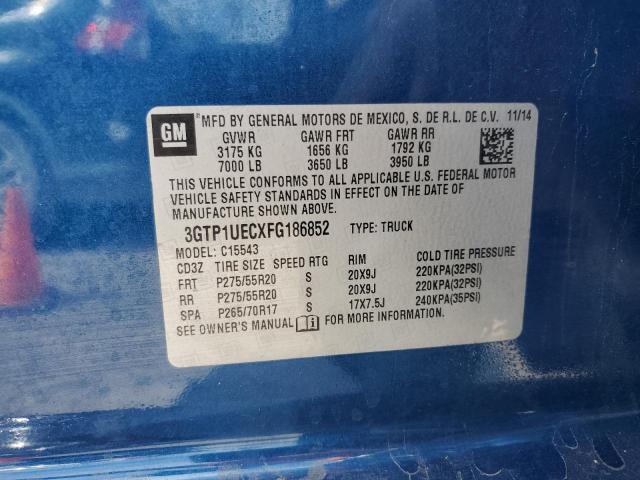 GM
® MFD BY GENERAL MOTORS DE MEXICO, S. DE R.L. DE C.V. 11/14
GVWR GAWR FRT GAWR RR
3175 KG 1656 KG 1792 KG
7000 LB 3650 LB 3950 LB
THIS VEHICLE CONFORMS TO ALL APPLICABLE U.S. FEDERAL MOTOR
VEHICLE SAFETY STANDARDS IN EFFECT ON THE DATE OF
MANUFACTURE SHOWN ABOVE.
3GTP1UECXFG186852 TYPE: TRUCK
MODEL: C15543
CD3Z TIRE SIZE SPEED RTG RIM COLD TIRE PRESSURE
FRT P275/55R20 S 20X9J 220KPA(32PSI)
RR P275/55R20 S 20X9J 220KPA(32PSI)
SPA P265/70R17 S 17X7.5J 240KPA(35PSI)
SEE OWNER'S MANUAL FOR MORE INFORMATION.